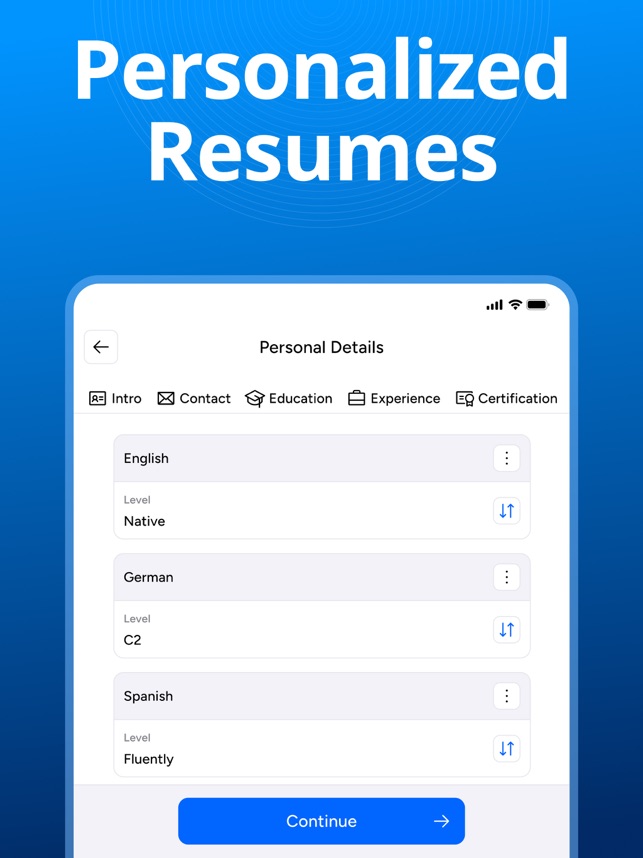 Personalized
Resumes
Personal Details
Intro Contact Education Experience Certification
English
Level
Native
German
Level
C2
Spanish
Level
Fluently
Continue